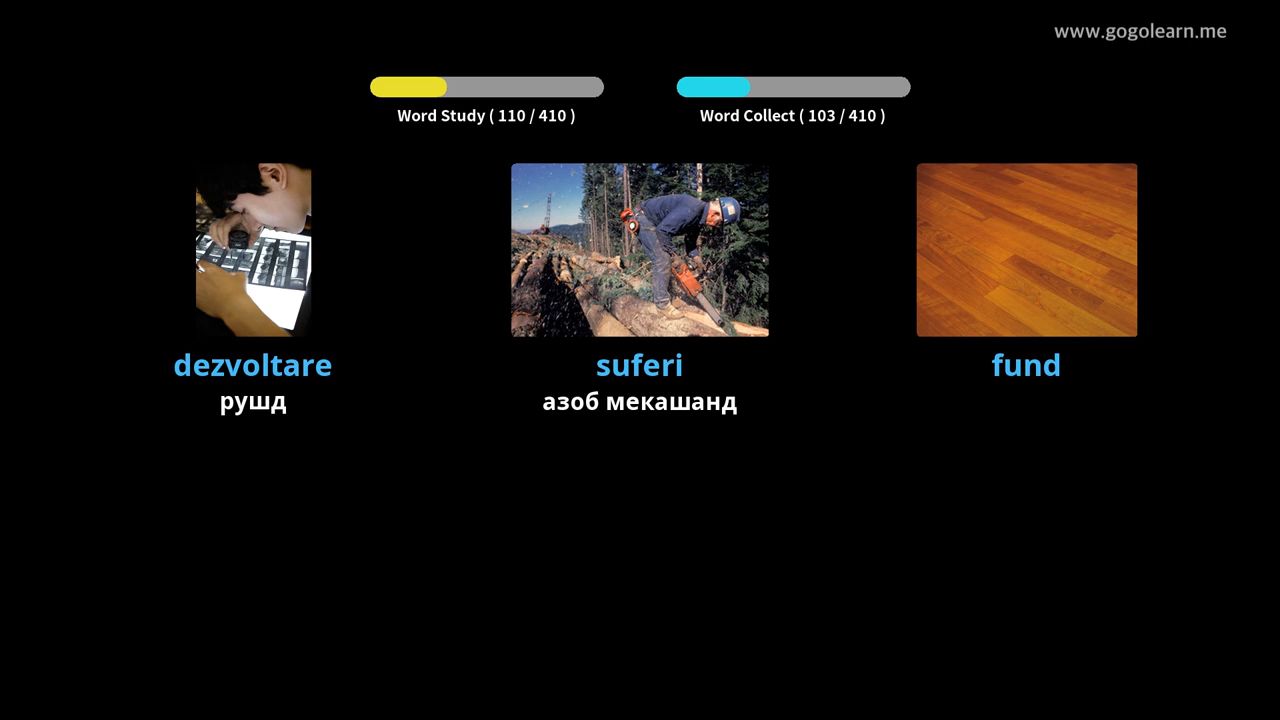 www.gogolearn.me
Word Study ( 110 / 410 )
Word Collect ( 103 / 410 )
dezvoltare
suferi
fund
рушд
азоб мекашанд